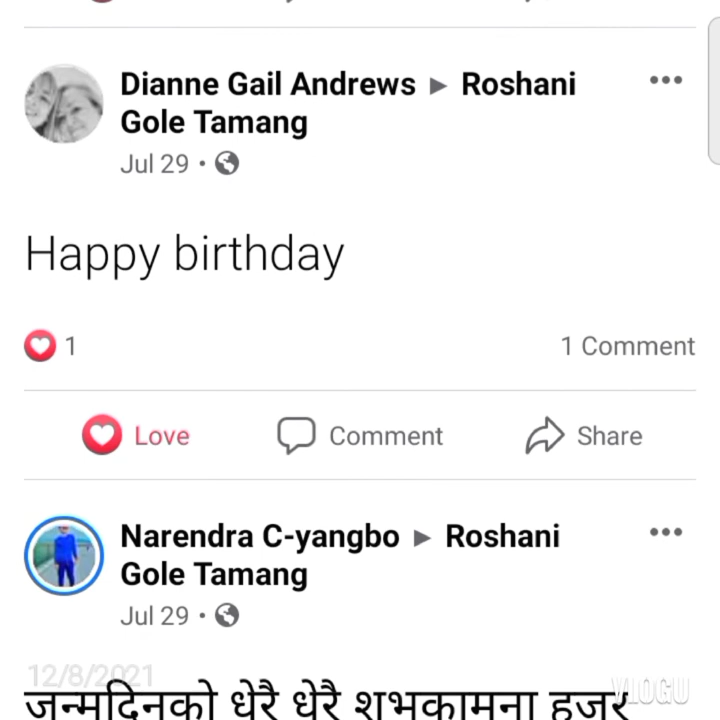 Dianne Gail Andrews ▶ Roshani
Gole Tamang
Jul 29 ·
Happy birthday
1
1 Comment
Love
Comment
Share
Narendra C-yangbo ▶ Roshani
Gole Tamang
Jul 29 ·
12/8/2021
VLOGU
जन्मदिनको धेरै धेरै शुभकामना हजुर